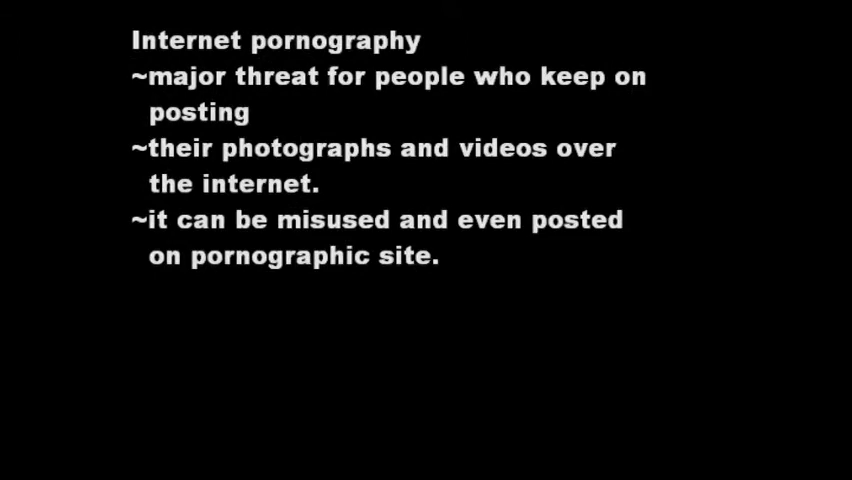 Internet pornography
~major threat for people who keep on
posting
~their photographs and videos over
the internet.
~it can be misused and even posted
on pornographic site.